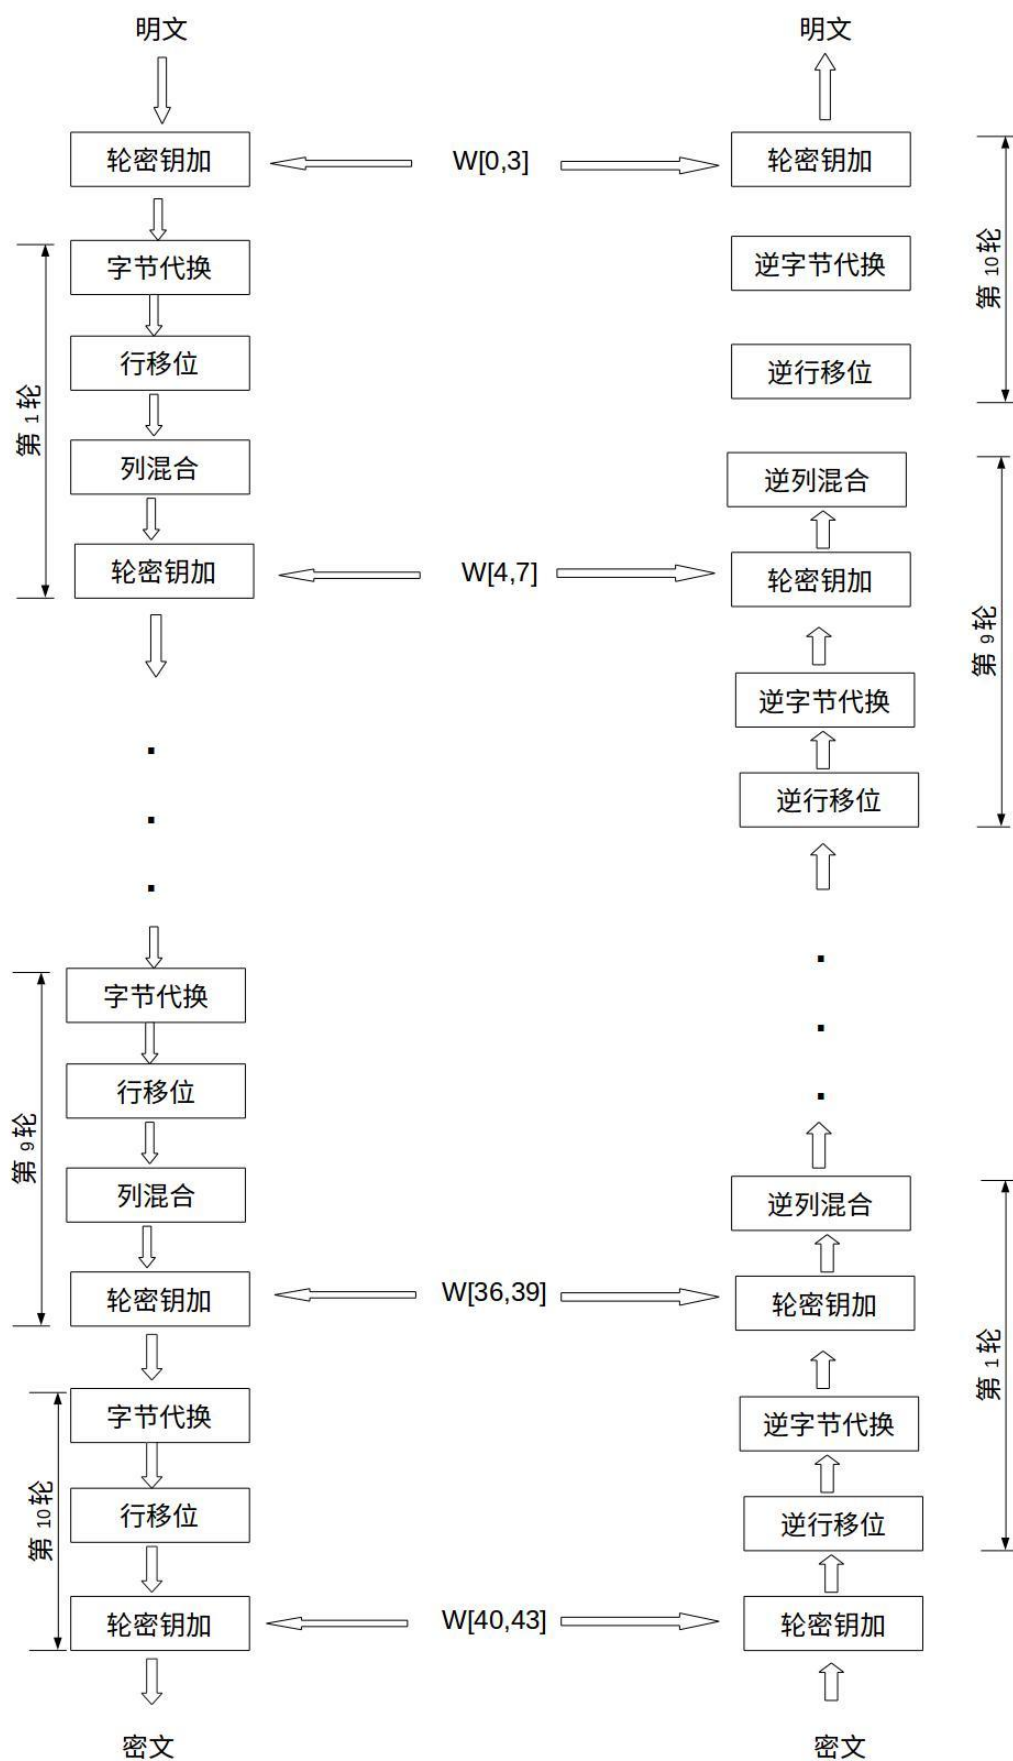 明文
轮密钥加
第 1 轮
字节代换
行移位
列混合
轮密钥加
.
.
.
第 9 轮
字节代换
行移位
列混合
轮密钥加
第 10 轮
字节代换
行移位
轮密钥加
密文
W[0,3]
W[4,7]
W[36,39]
W[40,43]
明文
轮密钥加
逆字节代换
逆行移位
第 10 轮
逆列混合
轮密钥加
逆字节代换
逆行移位
第 9 轮
.
.
.
逆列混合
轮密钥加
逆字节代换
逆行移位
第 1 轮
轮密钥加
密文